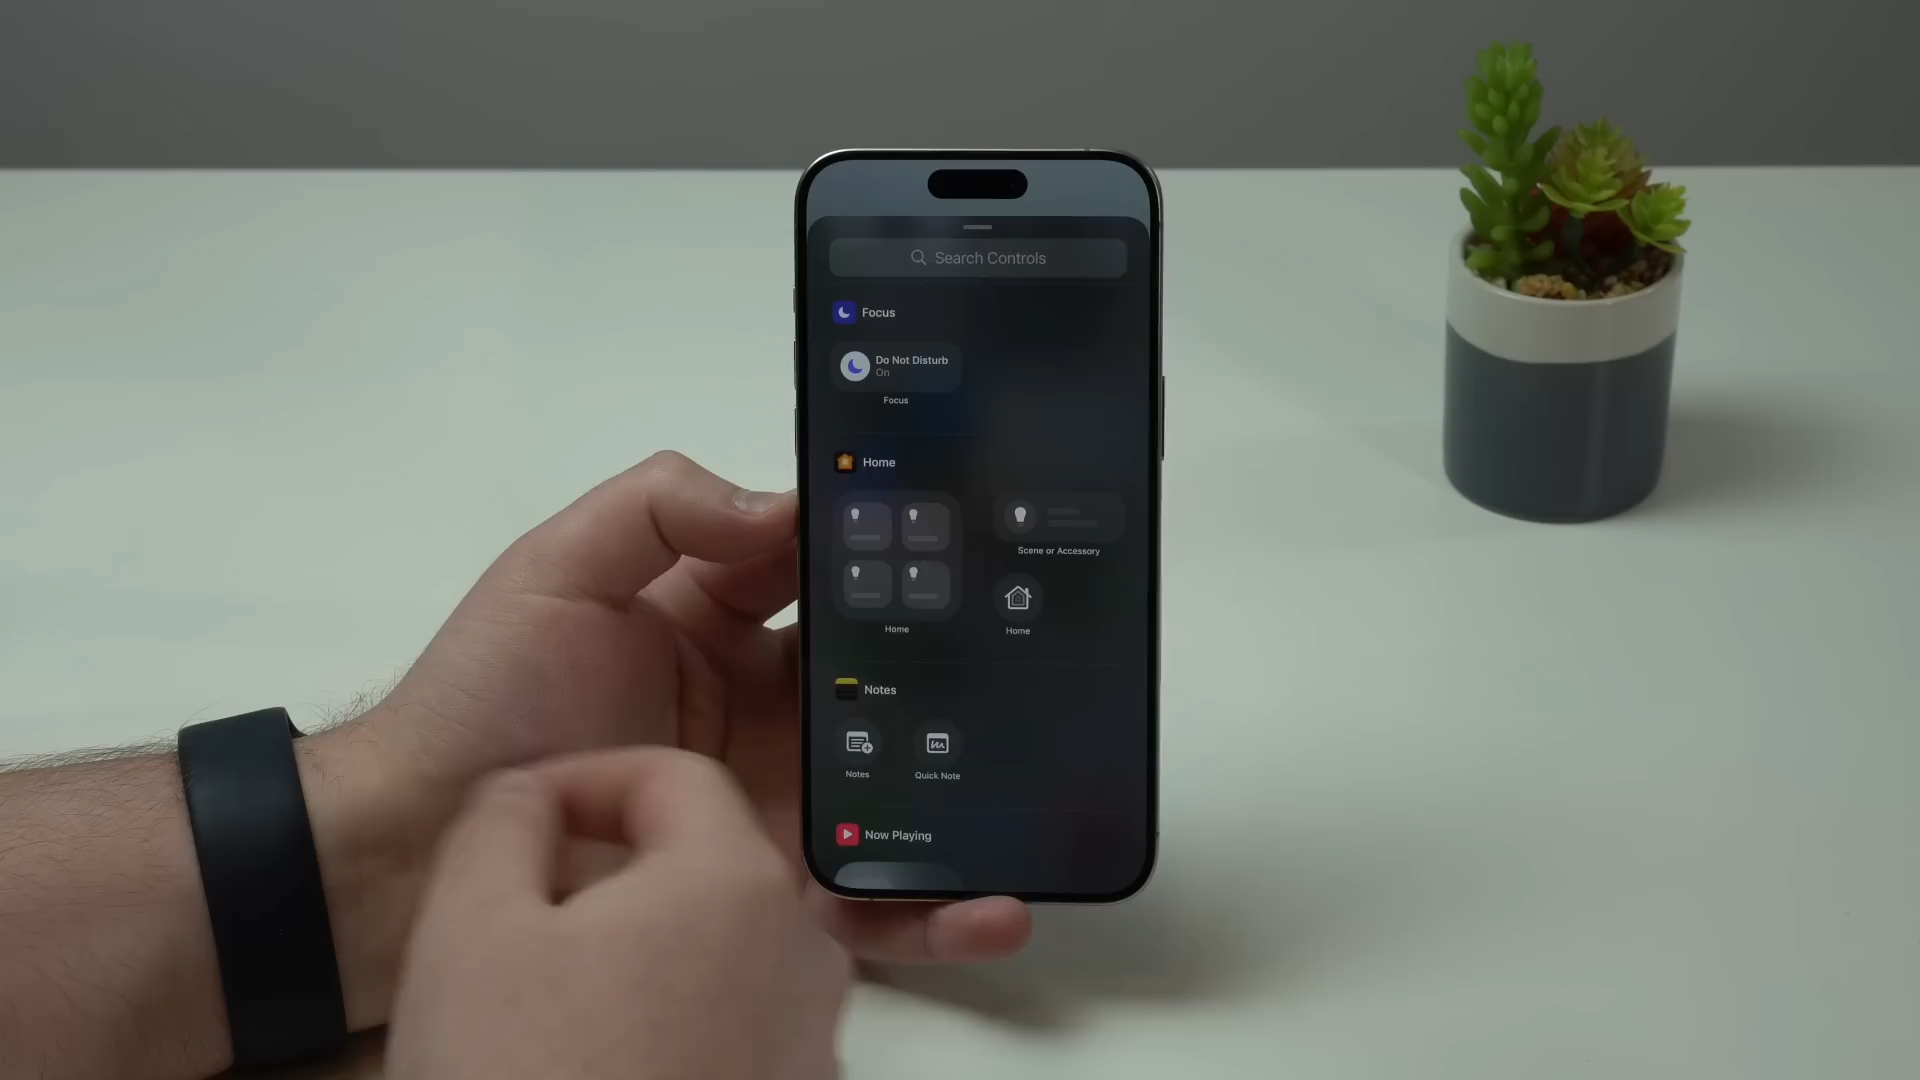 Search Controls
Focus
Do Not Disturb
On
Focus
Home
Scene or Accessory
Home
Home
Notes
Notes
Quick Note
Now Playing